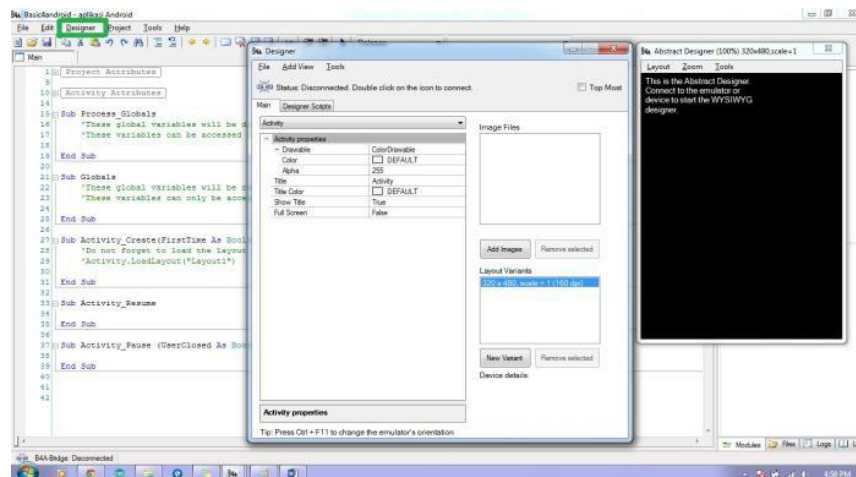 Basic4android - aplikasi Android
File Edit Designer Project Tools Help
Main
1 Project Attributes
9
10 Activity Attributes
14
15 Sub Process_Globals
16 'These global variables will be d
17 'These variables can be accessed
18
19 End Sub
20
21 Sub Globals
22 'These global variables will be r
23 'These variables can only be acce
24
25 End Sub
26
27 Sub Activity_Create(FirstTime As Bool
28 'Do not forget to load the layout
29 'Activity.LoadLayout("Layout1")
30
31 End Sub
32
33 Sub Activity_Resume
34
35 End Sub
36
37 Sub Activity_Pause (UserClosed As Boo
38
39 End Sub
40
41
42
B4A-Bridge: Disconnected
Designer
File Add View Tools
Status: Disconnected. Double click on the icon to connect.
Top Most
Main Designer Scripts
Activity
Activity properties
Drawable ColorDrawable
Color DEFAULT
Alpha 255
Title Activity
Title Color DEFAULT
Show Title True
Full Screen False
Activity properties
Tip: Press Ctrl + F11 to change the emulator's orientation
Image Files
Add Images Remove selected
Layout Variants
320 x 480, scale = 1 (160 dpi)
New Variant Remove selected
Device details:
Abstract Designer (100%) 320x480,scale=1
Layout Zoom Tools
This is the Abstract Designer.
Connect to the emulator or
device to start the WYSIWYG
designer.
Modules Files Logs
4:58 PM